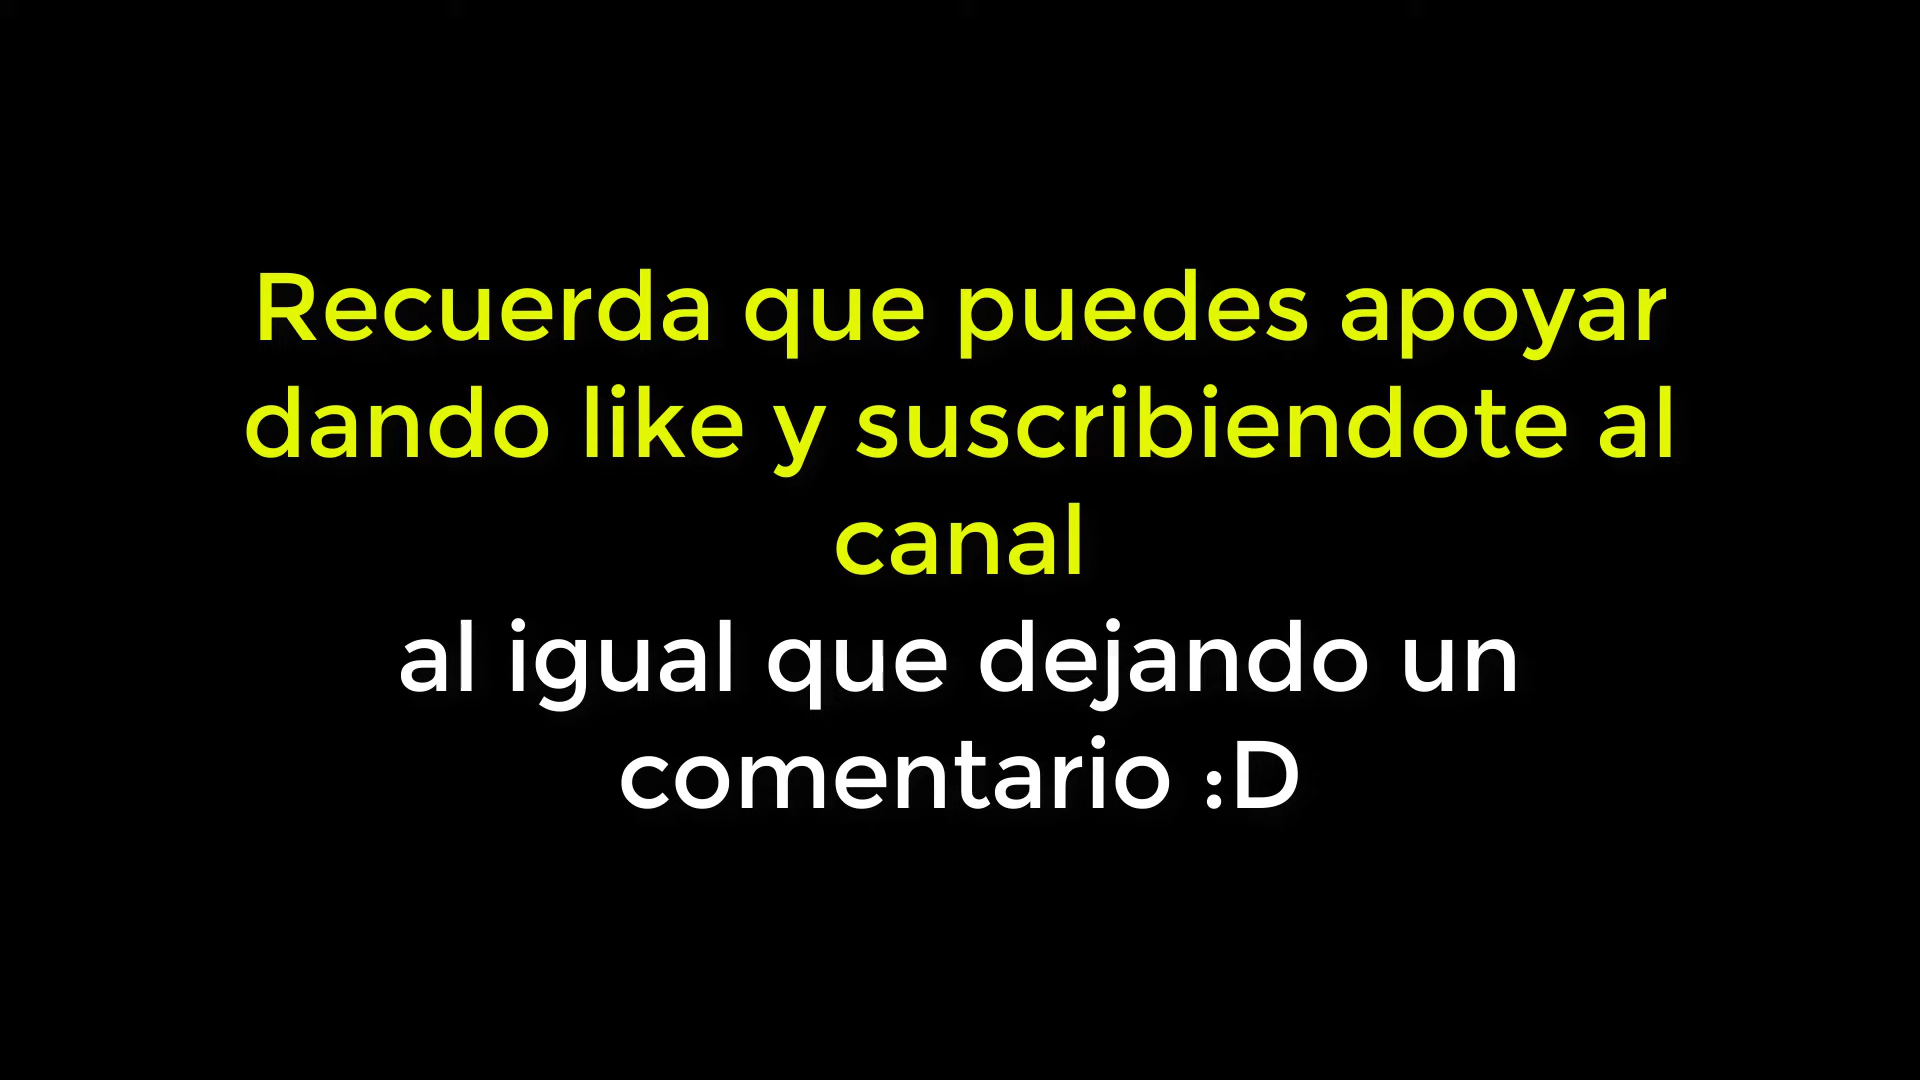 Recuerda que puedes apoyar
dando like y suscribiendote al
canal
al igual que dejando un
comentario :D